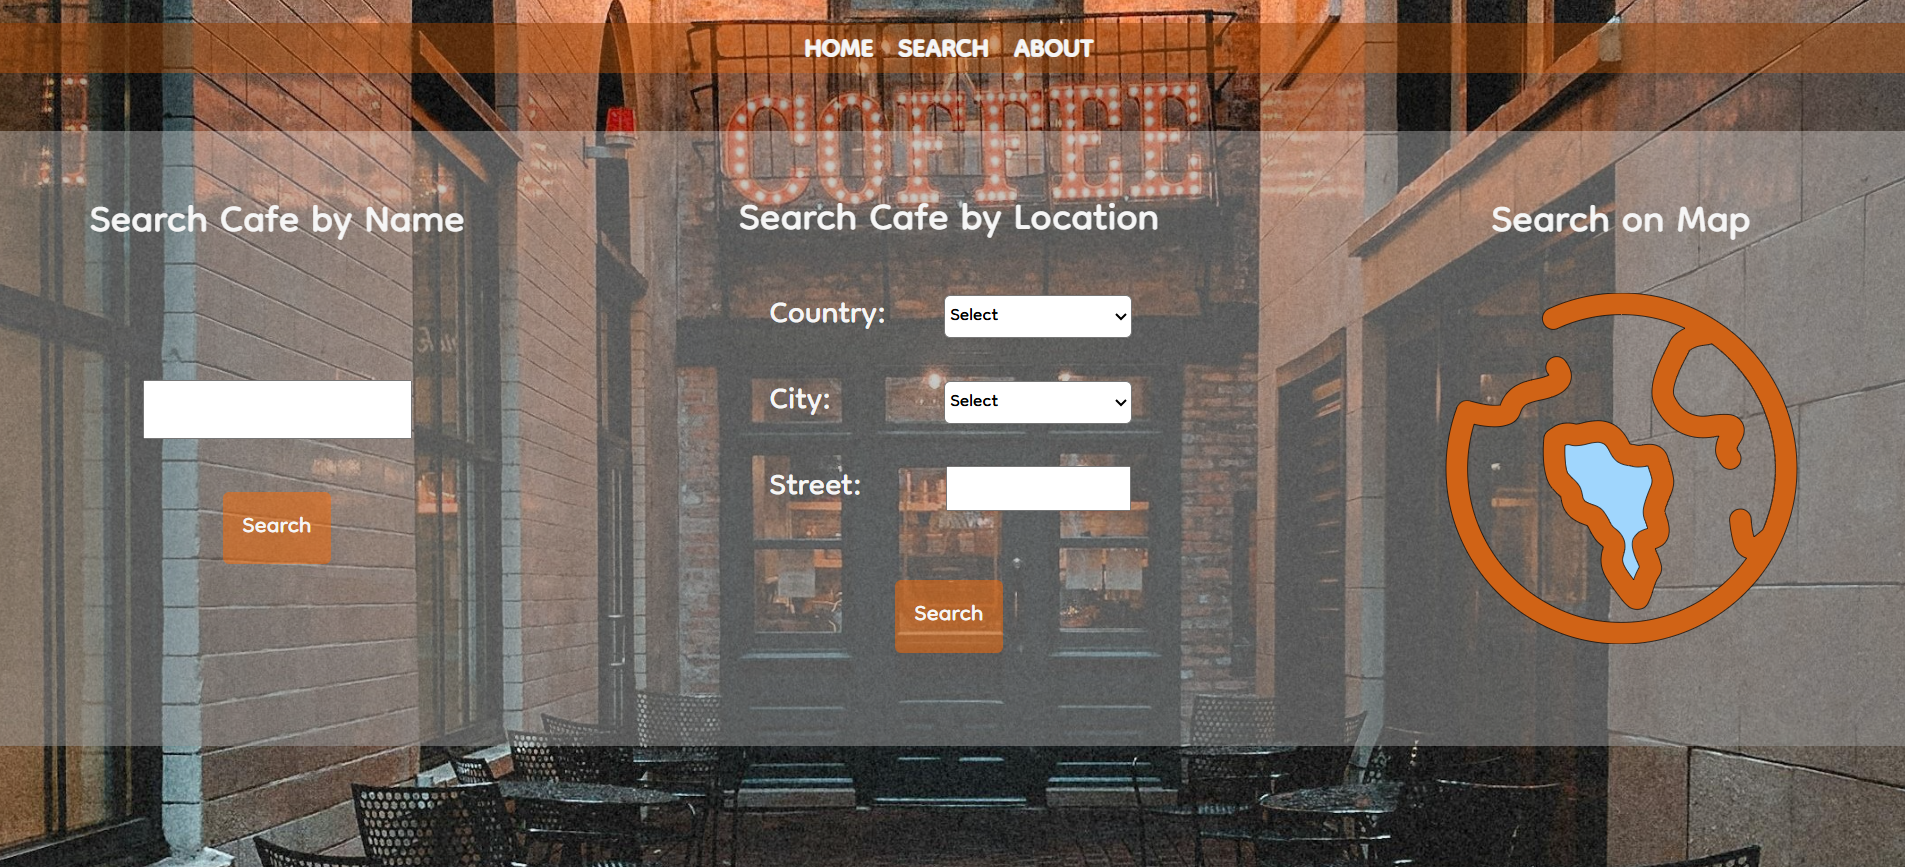 HOME SEARCH ABOUT
COFFEE
Search Cafe by Name
Search
Search Cafe by Location
Country: Select
City: Select
Street:
Search
Search on Map